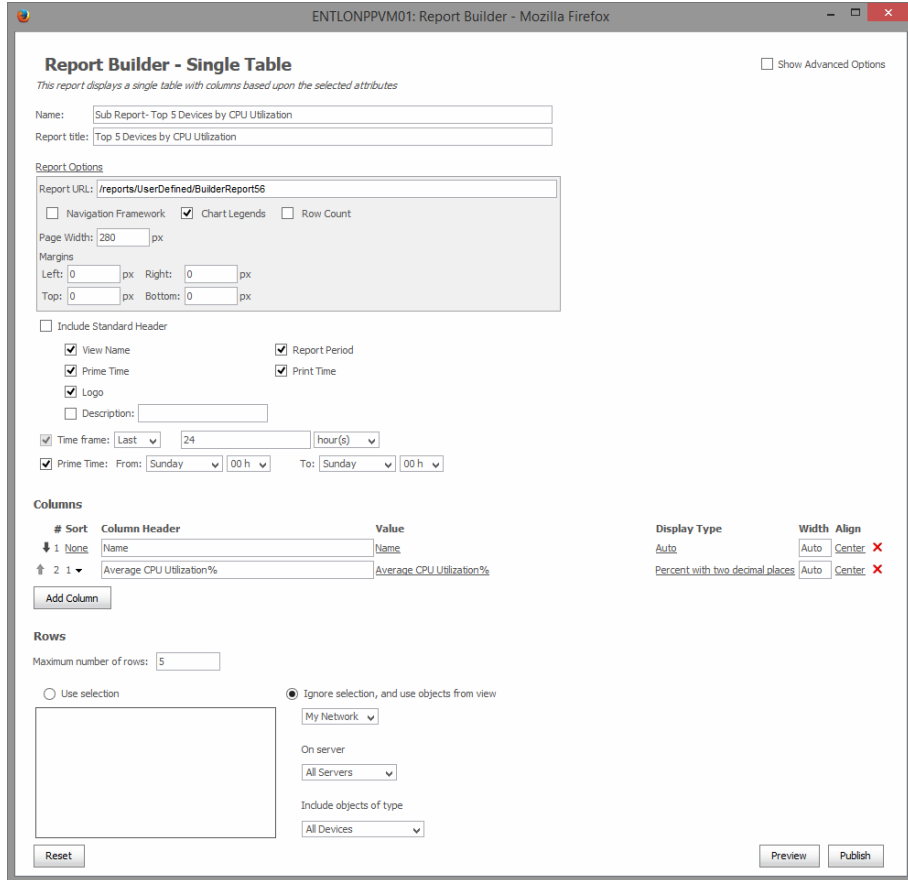 ENTLONPPVM01: Report Builder - Mozilla Firefox
Report Builder - Single Table
Show Advanced Options
This report displays a single table with columns based upon the selected attributes
Name: Sub Report- Top 5 Devices by CPU Utilization
Report title: Top 5 Devices by CPU Utilization
Report Options
Report URL: /reports/UserDefined/BuilderReport56
Navigation Framework Chart Legends Row Count
Page Width: 280 px
Margins
Left: 0 px Right: 0 px
Top: 0 px Bottom: 0 px
Include Standard Header
View Name Report Period
Prime Time Print Time
Logo
Description:
Time frame: Last 24 hour(s)
Prime Time: From: Sunday 00 h To: Sunday 00 h
Columns
# Sort Column Header Value Display Type Width Align
1 None Name Name Auto Auto Center
2 1 Average CPU Utilization% Average CPU Utilization% Percent with two decimal places Auto Center
Add Column
Rows
Maximum number of rows: 5
Use selection Ignore selection, and use objects from view
My Network
On server
All Servers
Include objects of type
All Devices
Reset Preview Publish